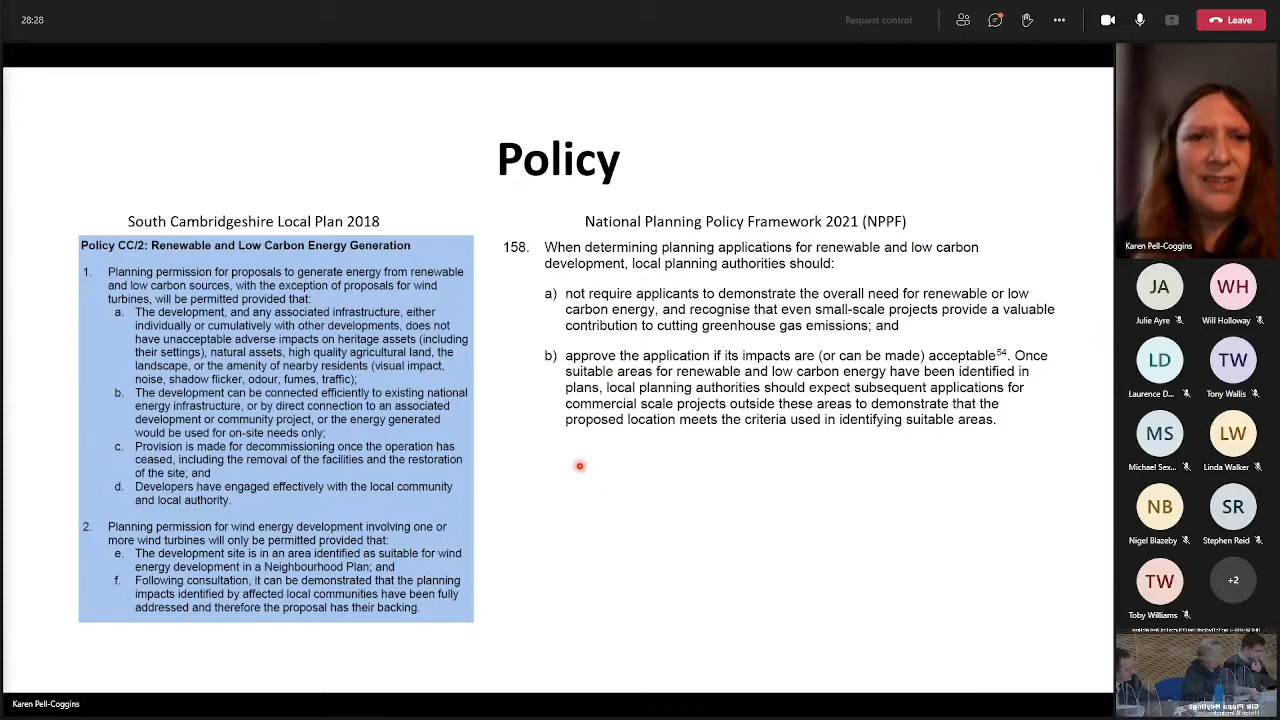 28:28
Request control
Leave
Policy
South Cambridgeshire Local Plan 2018
Policy CC/2: Renewable and Low Carbon Energy Generation
1. Planning permission for proposals to generate energy from renewable
and low carbon sources, with the exception of proposals for wind
turbines, will be permitted provided that:
a. The development, and any associated infrastructure, either
individually or cumulatively with other developments, does not
have unacceptable adverse impacts on heritage assets (including
their settings), natural assets, high quality agricultural land, the
landscape, or the amenity of nearby residents (visual impact,
noise, shadow flicker, odour, fumes, traffic);
b. The development can be connected efficiently to existing national
energy infrastructure, or by direct connection to an associated
development or community project, or the energy generated
would be used for on-site needs only;
c. Provision is made for decommissioning once the operation has
ceased, including the removal of the facilities and the restoration
of the site; and
d. Developers have engaged effectively with the local community
and local authority.
2. Planning permission for wind energy development involving one or
more wind turbines will only be permitted provided that:
e. The development site is in an area identified as suitable for wind
energy development in a Neighbourhood Plan; and
f. Following consultation, it can be demonstrated that the planning
impacts identified by affected local communities have been fully
addressed and therefore the proposal has their backing.
National Planning Policy Framework 2021 (NPPF)
158. When determining planning applications for renewable and low carbon
development, local planning authorities should:
a) not require applicants to demonstrate the overall need for renewable or low
carbon energy, and recognise that even small-scale projects provide a valuable
contribution to cutting greenhouse gas emissions; and
b) approve the application if its impacts are (or can be made) acceptable54. Once
suitable areas for renewable and low carbon energy have been identified in
plans, local planning authorities should expect subsequent applications for
commercial scale projects outside these areas to demonstrate that the
proposed location meets the criteria used in identifying suitable areas.
Karen Pell-Coggins
JA
WH
Julie Ayre
Will Holloway
LD
TW
Laurence D...
Tony Wallis
MS
LW
Michael Sex...
Linda Walker
NB
SR
Nigel Blazeby
Stephen Reid
TW
+2
Toby Williams
Karen Pell-Coggins